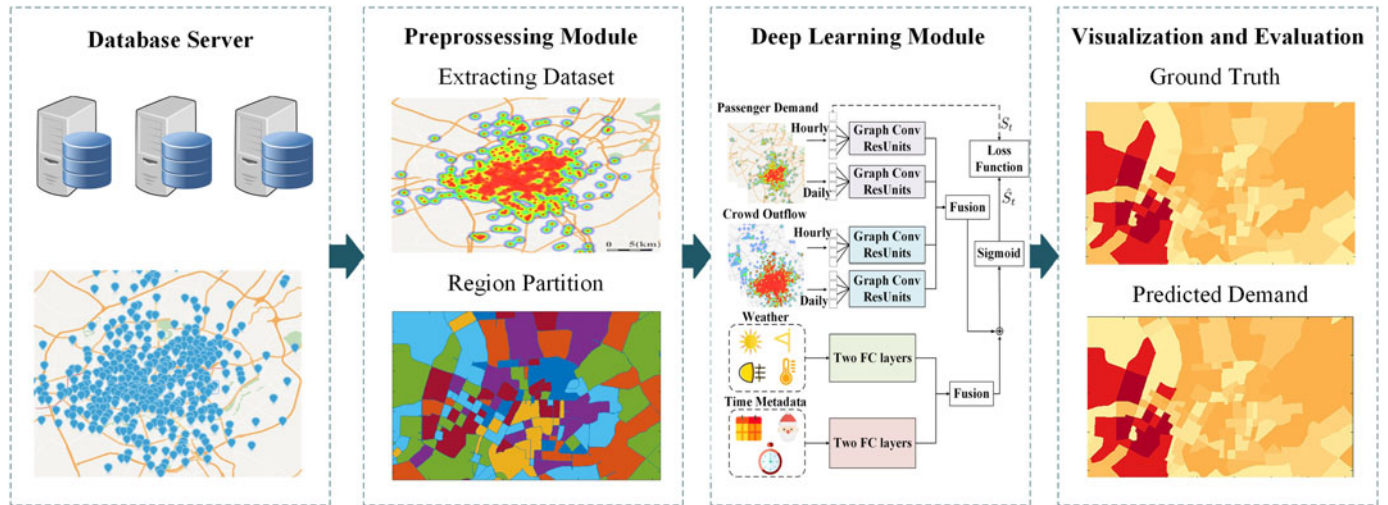 Database Server
Preprossessing Module
Extracting Dataset
0 5(km)
Region Partition
Deep Learning Module
Passenger Demand
Hourly
Graph Conv
ResUnits
Daily
Graph Conv
ResUnits
Crowd Outflow
Hourly
Graph Conv
ResUnits
Daily
Graph Conv
ResUnits
Weather
Two FC layers
Time Metadata
Two FC layers
Fusion
Fusion
Sigmoid
Ŝt
Loss
Function
St
Visualization and Evaluation
Ground Truth
Predicted Demand